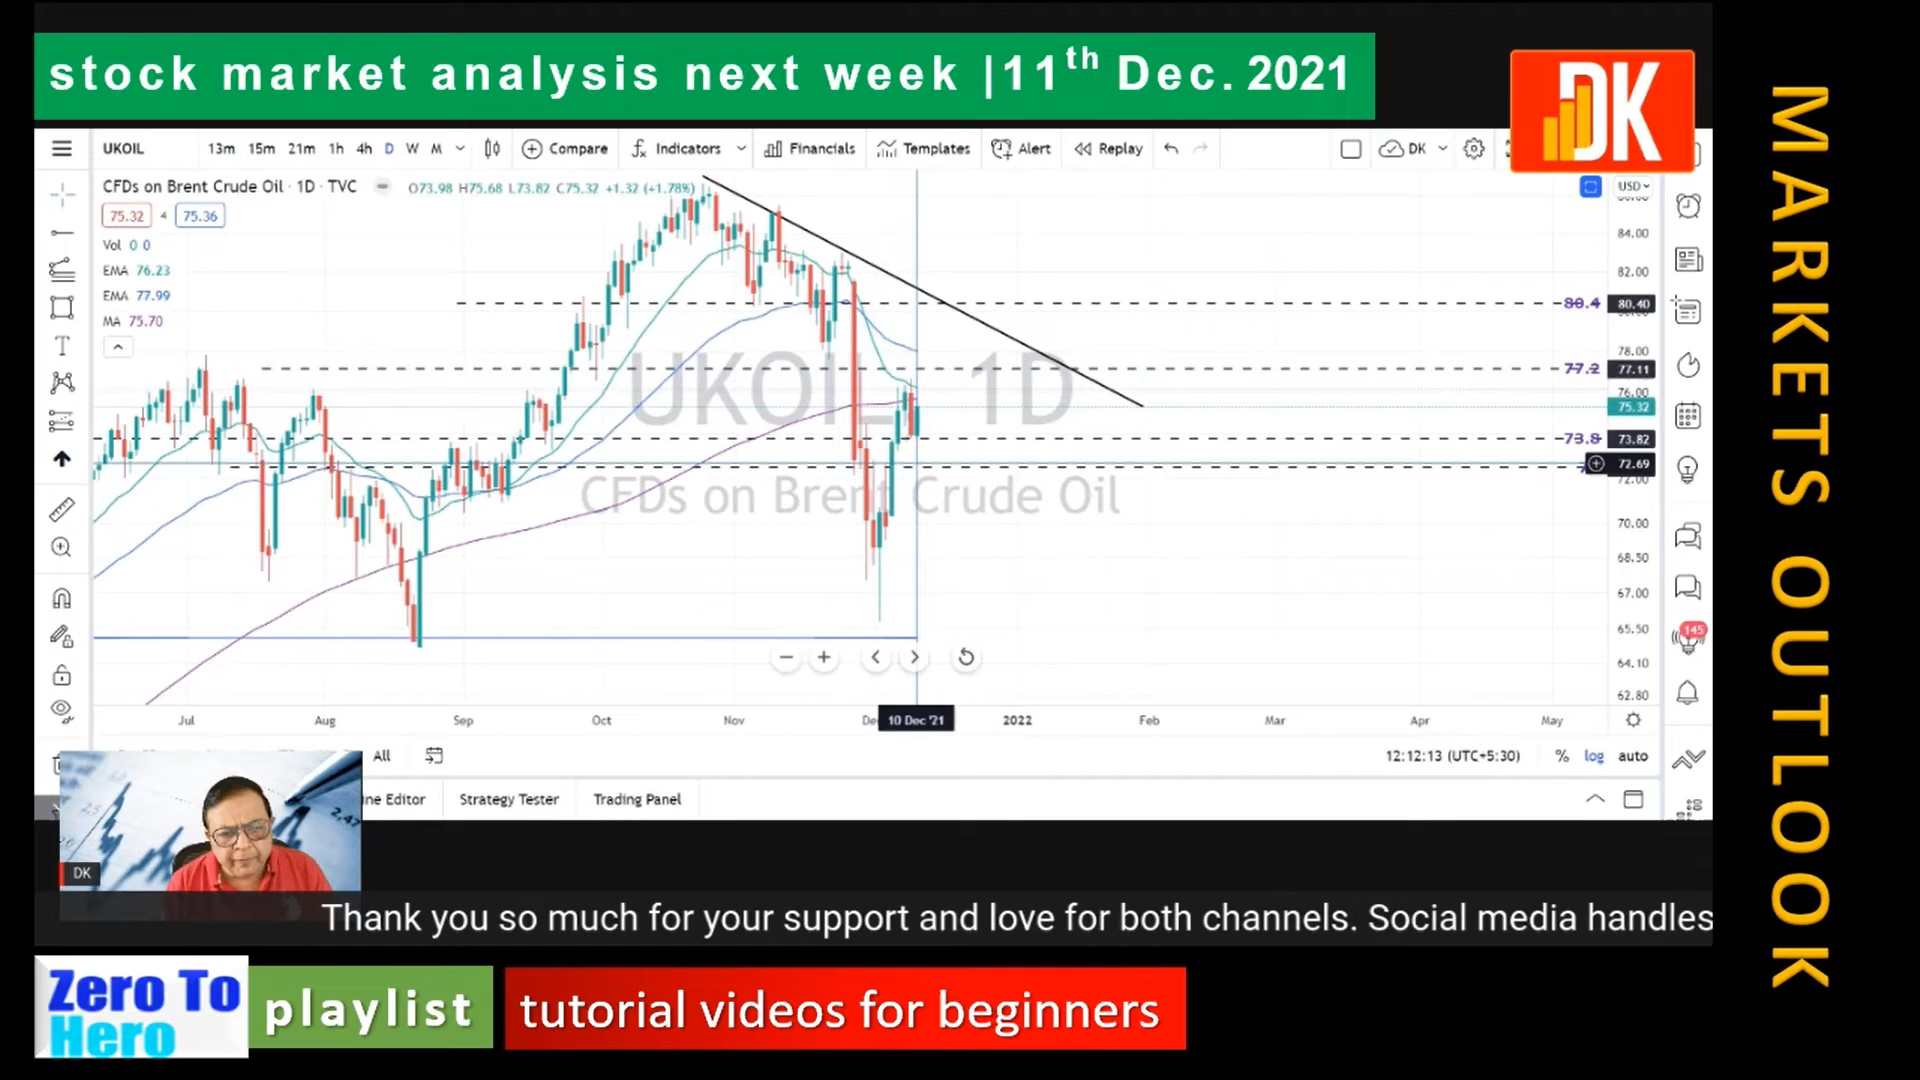 stock market analysis next week |11th Dec. 2021
DK
MARKETS OUTLOOK
UKOIL 13m 15m 21m 1h 4h D W M Compare Indicators Financials Templates Alert Replay DK
CFDs on Brent Crude Oil · 1D · TVC O73.98 H75.68 L73.82 C75.32 +1.32 (+1.78%) USD
75.32 4 75.36
Vol 0 0
EMA 76.23
EMA 77.99
MA 75.70
UKOIL 1D
CFDs on Brent Crude Oil
84.00
82.00
80.4 80.40
78.00
77.2 77.11
76.00
75.32
73.8 73.82
72.69
72.00
70.00
68.50
67.00
65.50
64.10
62.80
145
Jul Aug Sep Oct Nov 10 Dec '21 2022 Feb Mar Apr May
All 12:12:13 (UTC+5:30) % log auto
ine Editor Strategy Tester Trading Panel
DK
Thank you so much for your support and love for both channels. Social media handles
Zero To Hero
playlist
tutorial videos for beginners